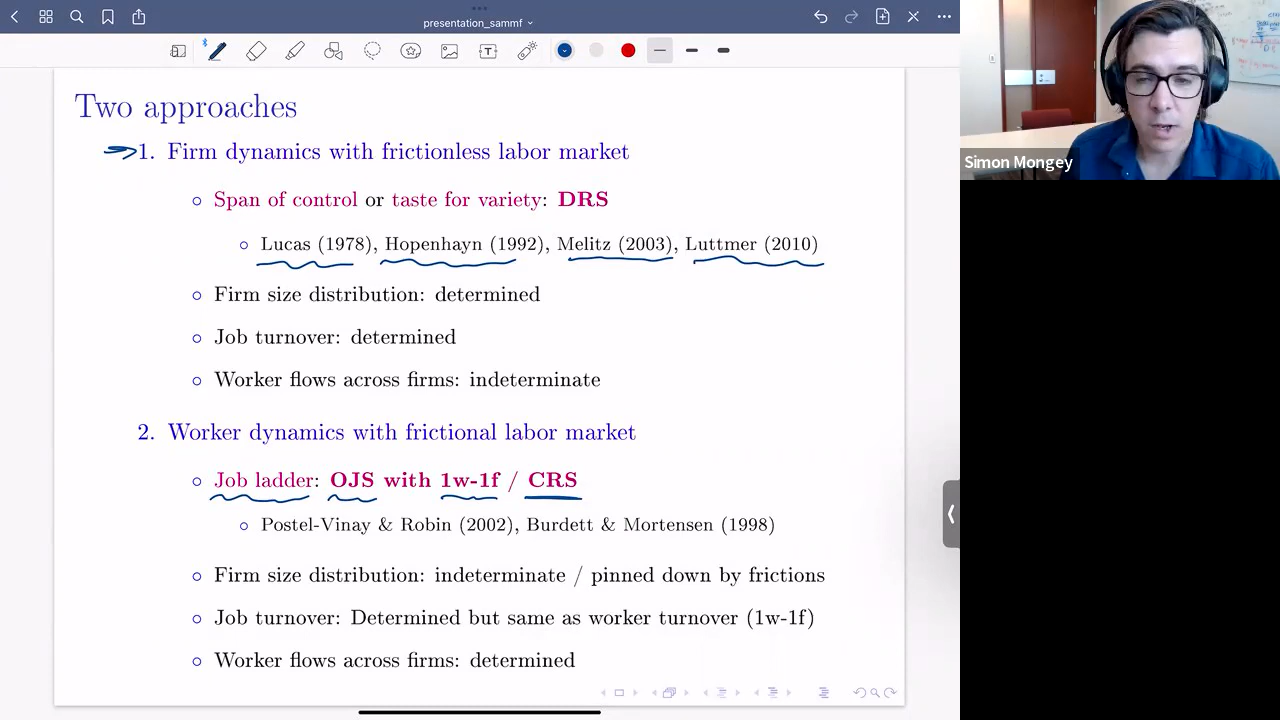 presentation_sammf
Two approaches
1. Firm dynamics with frictionless labor market
Span of control or taste for variety: DRS
Lucas (1978), Hopenhayn (1992), Melitz (2003), Luttmer (2010)
Firm size distribution: determined
Job turnover: determined
Worker flows across firms: indeterminate
2. Worker dynamics with frictional labor market
Job ladder: OJS with 1w-1f / CRS
Postel-Vinay & Robin (2002), Burdett & Mortensen (1998)
Firm size distribution: indeterminate / pinned down by frictions
Job turnover: Determined but same as worker turnover (1w-1f)
Worker flows across firms: determined
Simon Mongey